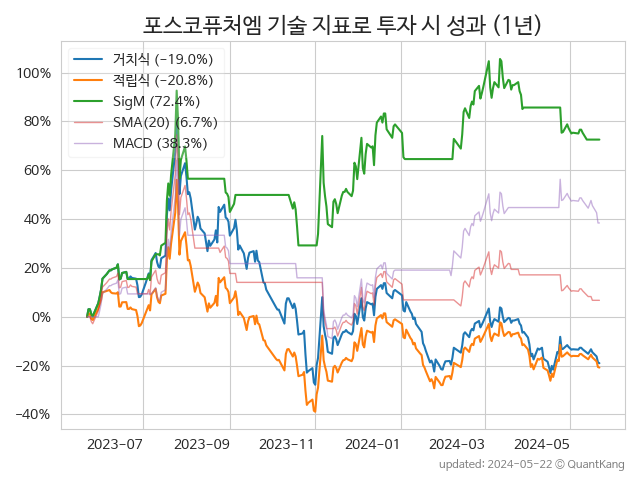 포스코퓨처엠 기술 지표로 투자 시 성과 (1년)
거치식 (−19.0%)
적립식 (−20.8%)
SigM (72.4%)
SMA(20) (6.7%)
MACD (38.3%)
100%
80%
60%
40%
20%
0%
−20%
−40%
2023−07
2023−09
2023−11
2024−01
2024−03
2024−05
updated: 2024−05−22 © QuantKang